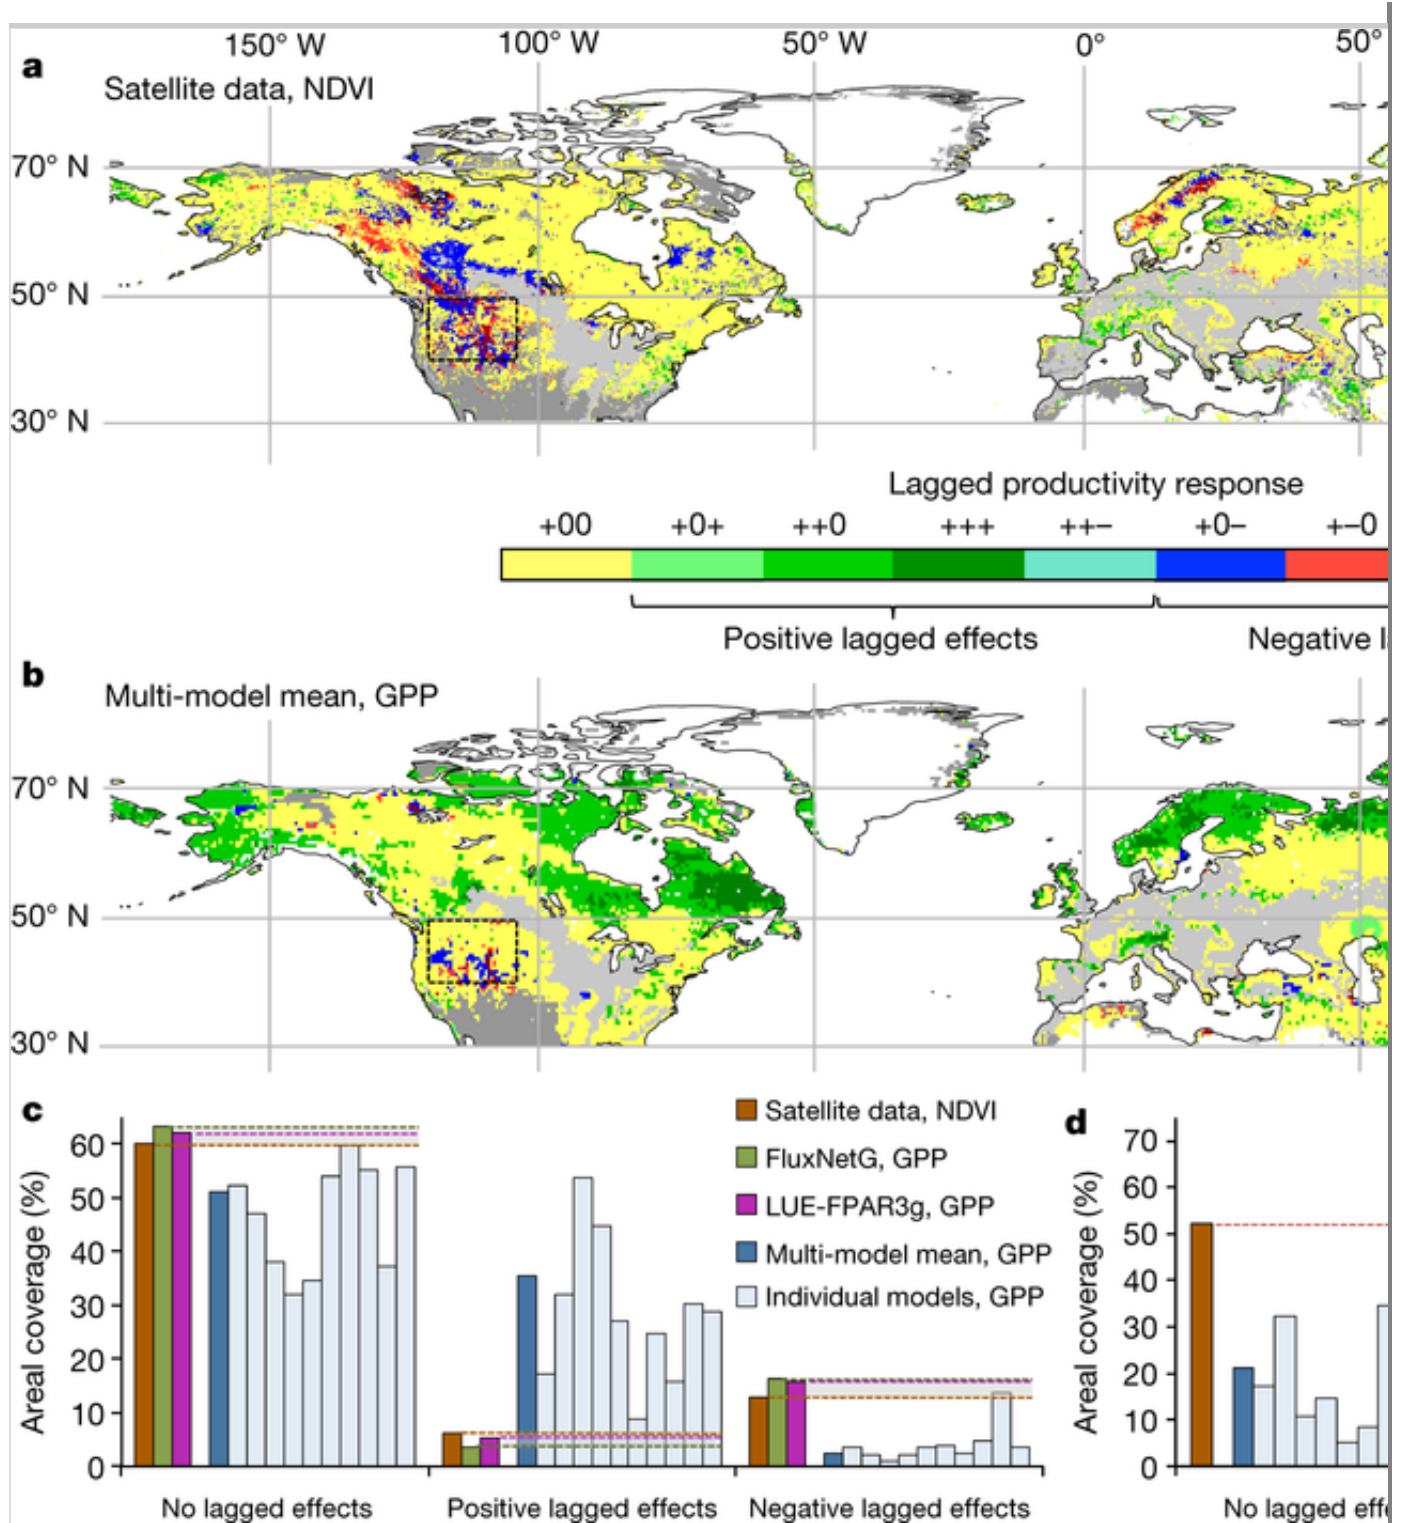 150° W 100° W 50° W 0° 50°
a
Satellite data, NDVI
70° N
50° N
30° N
Lagged productivity response
+00 +0+ ++0 +++ ++− +0− +−0
Positive lagged effects Negative l
b
Multi-model mean, GPP
70° N
50° N
30° N
c
Areal coverage (%)
60
50
40
30
20
10
0
No lagged effects Positive lagged effects Negative lagged effects
Satellite data, NDVI
FluxNetG, GPP
LUE-FPAR3g, GPP
Multi-model mean, GPP
Individual models, GPP
d
Areal coverage (%)
70
60
50
40
30
20
10
0
No lagged effe